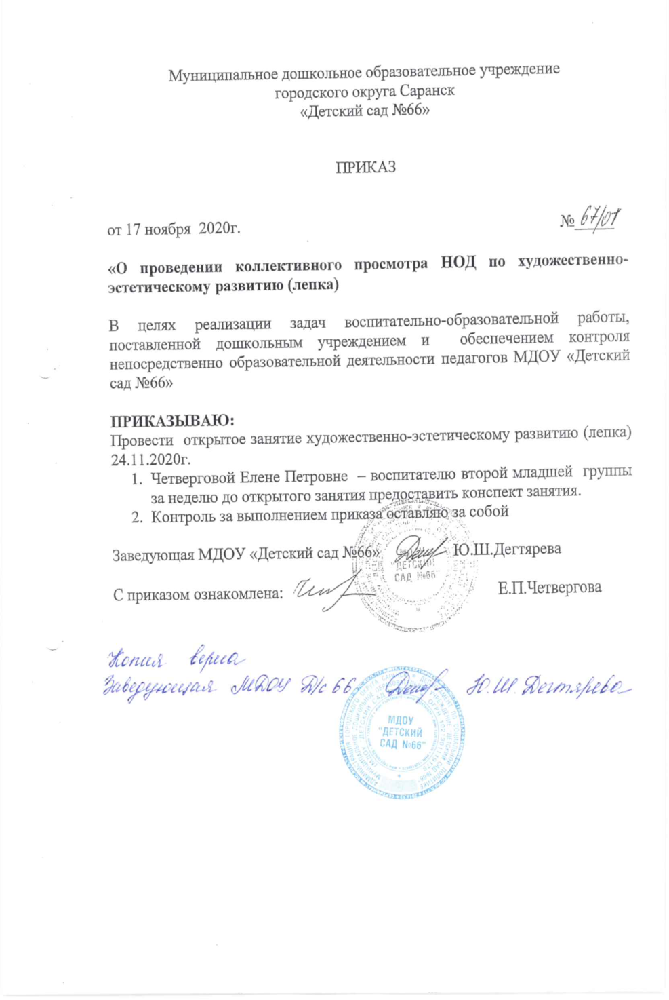 Муниципальное дошкольное образовательное учреждение
городского округа Саранск
«Детский сад №66»
ПРИКАЗ
от 17 ноября 2020г. № 67/01
«О проведении коллективного просмотра НОД по художественно-
эстетическому развитию (лепка)
В целях реализации задач воспитательно-образовательной работы,
поставленной дошкольным учреждением и обеспечением контроля
непосредственно образовательной деятельности педагогов МДОУ «Детский
сад №66»
ПРИКАЗЫВАЮ:
Провести открытое занятие художественно-эстетическому развитию (лепка)
24.11.2020г.
1. Четверговой Елене Петровне – воспитателю второй младшей группы
за неделю до открытого занятия предоставить конспект занятия.
2. Контроль за выполнением приказа оставляю за собой
Заведующая МДОУ «Детский сад №66» Ю.Ш.Дегтярева
"ДЕТСКИЙ
САД №66"
С приказом ознакомлена: Е.П.Четвергова
Копия верна
Заведующая МДОУ Д/с 66 Ю.Ш. Дегтярева
МДОУ
"ДЕТСКИЙ
САД №66"